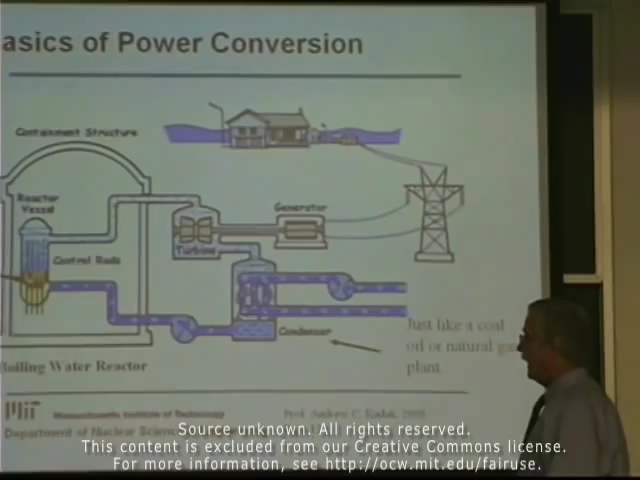 asics of Power Conversion
Containment Structure
Reactor
Vessel
Generator
Turbine
Control Rods
Condenser
Just like a coal
oil or natural gas
plant
Boiling Water Reactor
MIT Massachusetts Institute of Technology Prof. Andrew C. Kadak, 2008
Department of Nuclear Scienc
Source unknown. All rights reserved.
This content is excluded from our Creative Commons license.
For more information, see http://ocw.mit.edu/fairuse.